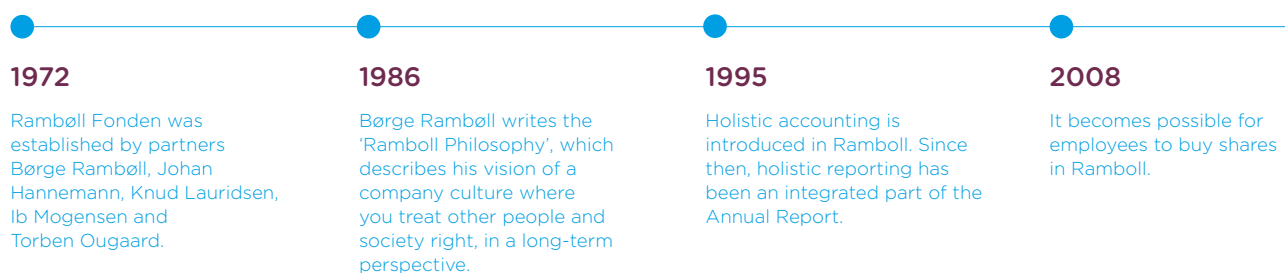 1972
Rambøll Fonden was
established by partners
Børge Rambøll, Johan
Hannemann, Knud Lauridsen,
Ib Mogensen and
Torben Ougaard.
1986
Børge Rambøll writes the
‘Ramboll Philosophy’, which
describes his vision of a
company culture where
you treat other people and
society right, in a long-term
perspective.
1995
Holistic accounting is
introduced in Ramboll. Since
then, holistic reporting has
been an integrated part of the
Annual Report.
2008
It becomes possible for
employees to buy shares
in Ramboll.